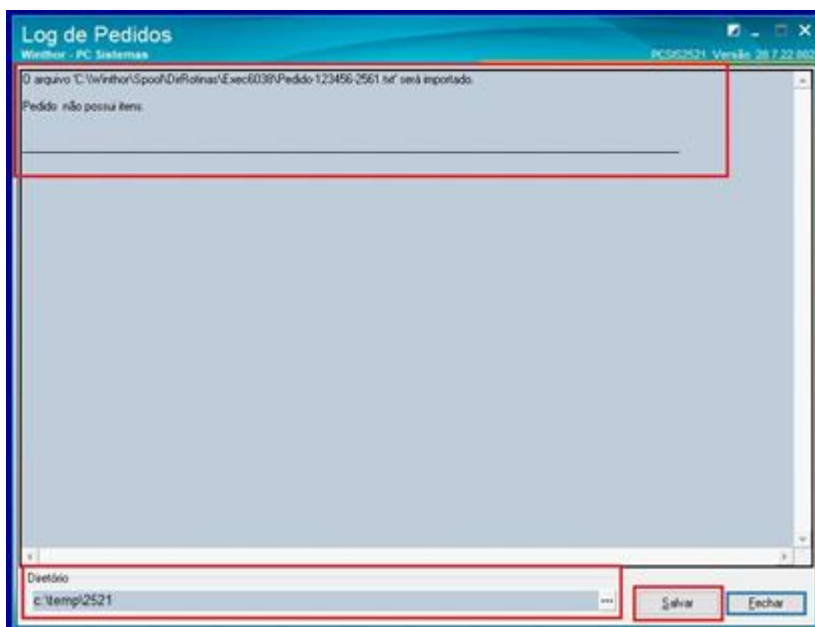 Log de Pedidos
Winthor - PC Sistemas
PCSIS2521 Versão 28.7.22.002
O arquivo 'C:\Winthor\Spool\DirRotinas\Exec6038\Pedido-123456-2561.txt' será importado.
Pedido não possui itens.
Diretório
c:\temp\2521
...
Salvar
Fechar